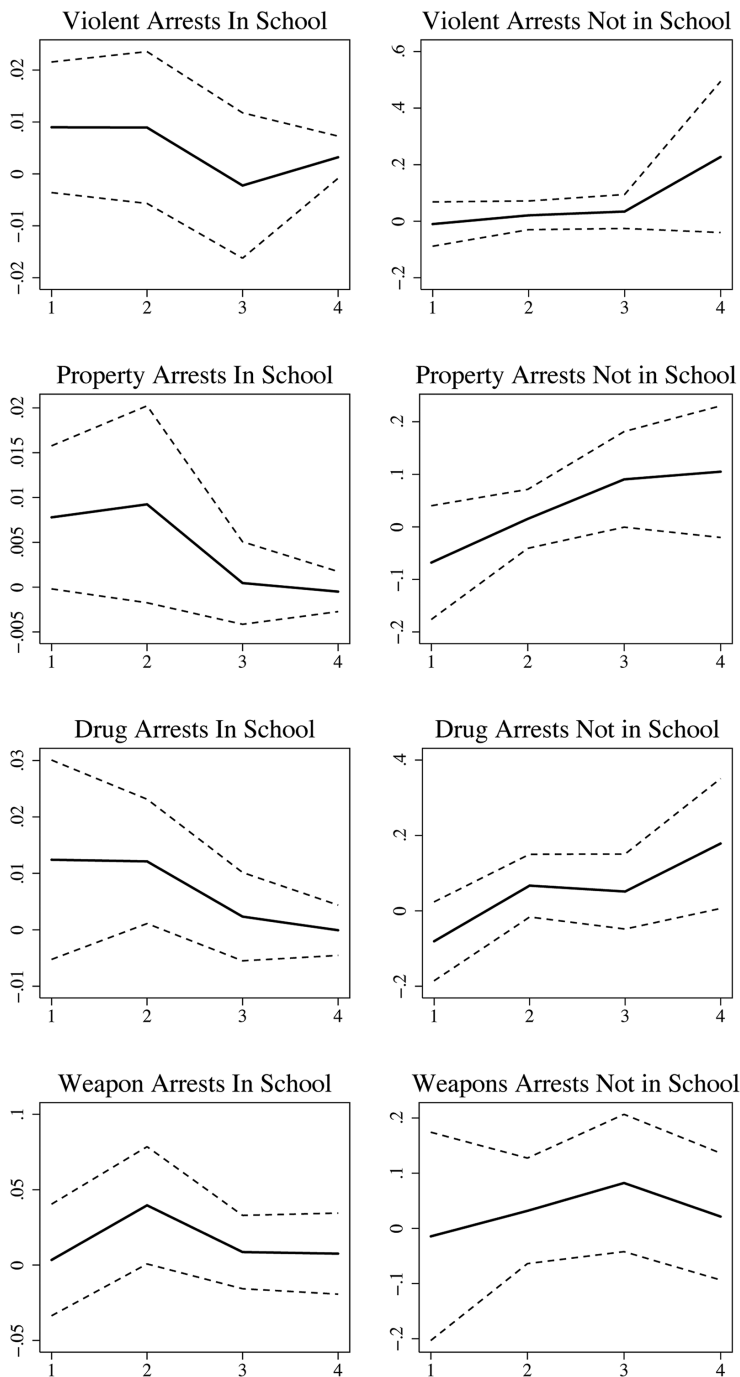 Violent Arrests In School
.02
.01
0
−.01
−.02
1 2 3 4
Violent Arrests Not in School
.6
.4
.2
0
−.2
1 2 3 4
Property Arrests In School
.02
.015
.01
.005
0
−.005
1 2 3 4
Property Arrests Not in School
.2
.1
0
−.1
−.2
1 2 3 4
Drug Arrests In School
.03
.02
.01
0
−.01
1 2 3 4
Drug Arrests Not in School
.4
.2
0
−.2
1 2 3 4
Weapon Arrests In School
.1
.05
0
−.05
1 2 3 4
Weapons Arrests Not in School
.2
.1
0
−.1
−.2
1 2 3 4